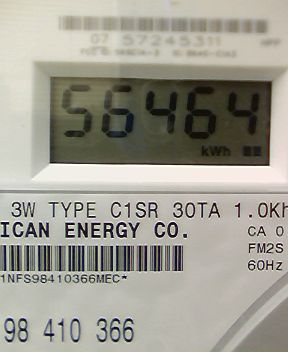 07 57245311
56464
kWh
3W TYPE C1SR 30TA 1.0Kh
ICAN ENERGY CO.
CA 0
FM2S
60Hz
1NFS98410366MEC*
98 410 366